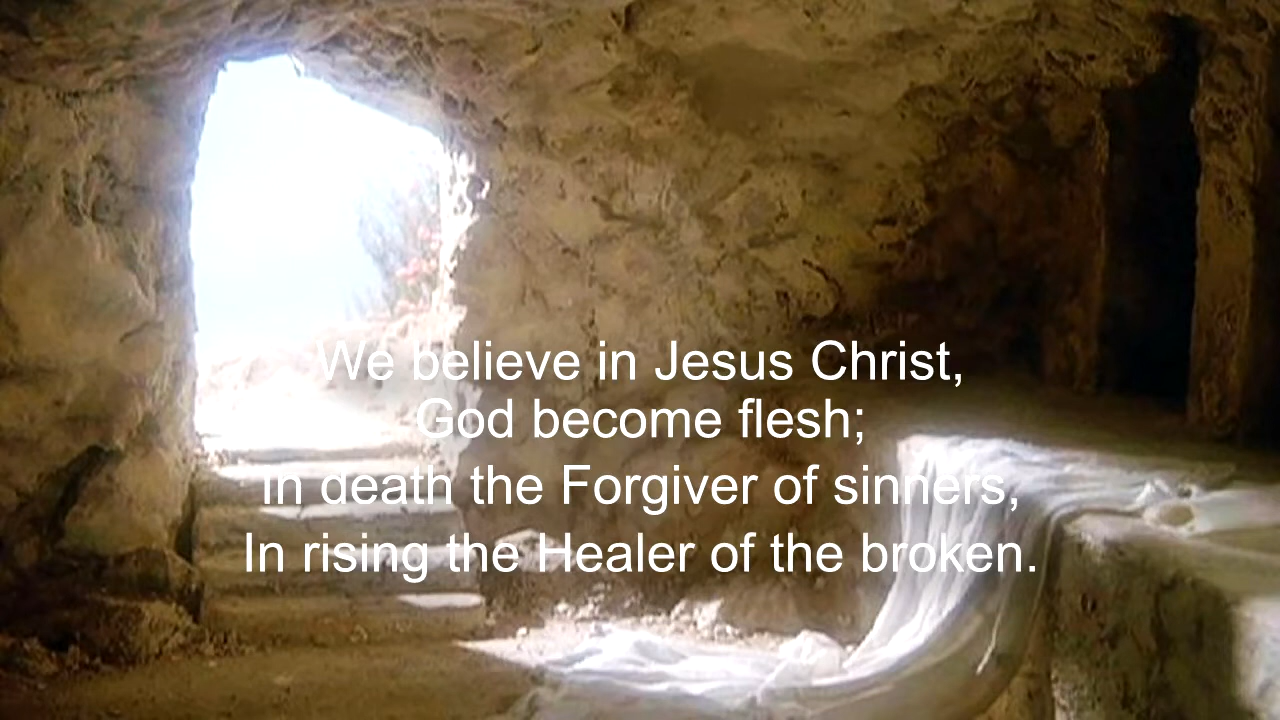 We believe in Jesus Christ,
God become flesh;
In death the Forgiver of sinners,
In rising the Healer of the broken.